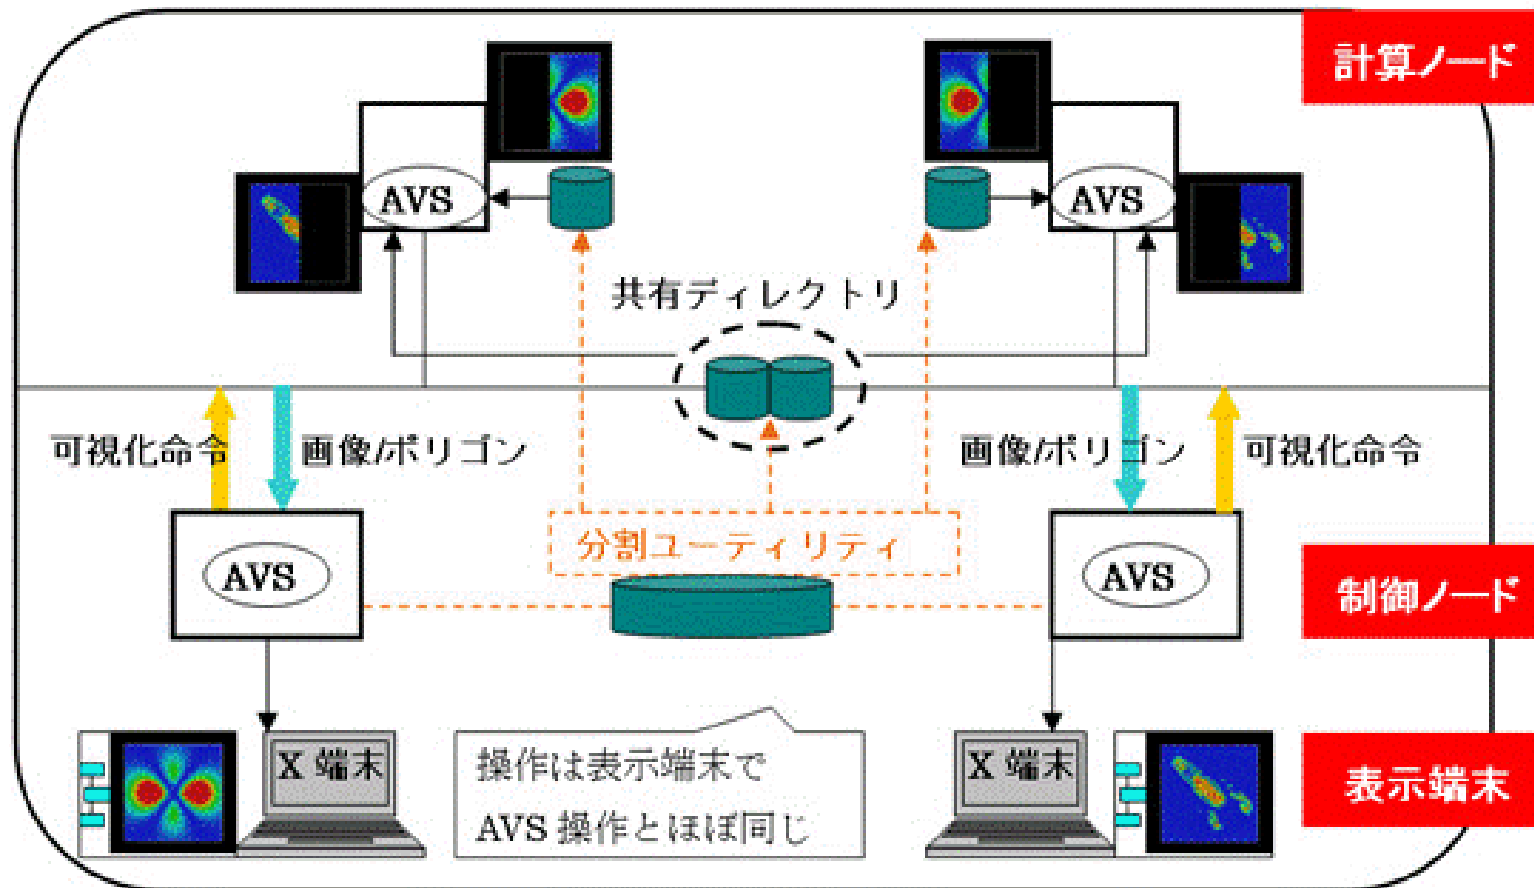 計算ノード
AVS
AVS
共有ディレクトリ
可視化命令
画像/ポリゴン
画像/ポリゴン
可視化命令
分割ユーティリティ
AVS
AVS
制御ノード
X 端末
操作は表示端末で
AVS 操作とほぼ同じ
X 端末
表示端末